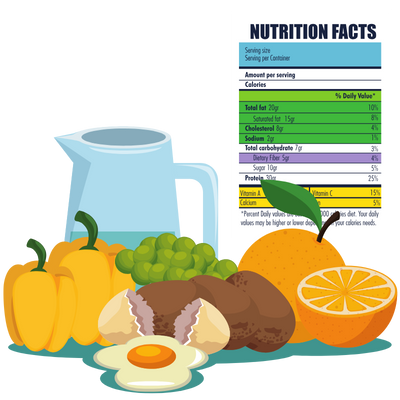 NUTRITION FACTS
Serving size
Serving per Container
Amount per serving
Calories
% Daily Value*
Total fat 20gr 10%
Saturated fat 15gr 8%
Cholesterol 8gr 4%
Sodium 2gr 1%
Total carbohydrate 7gr 3%
Dietary Fiber 5gr 4%
Sugar 10gr 5%
Protein 30gr 25%
Vitamin A Vitamin C 15%
Calcium 5%
*Percent Daily values are calories diet. Your daily
values may be higher or lower your calories needs.